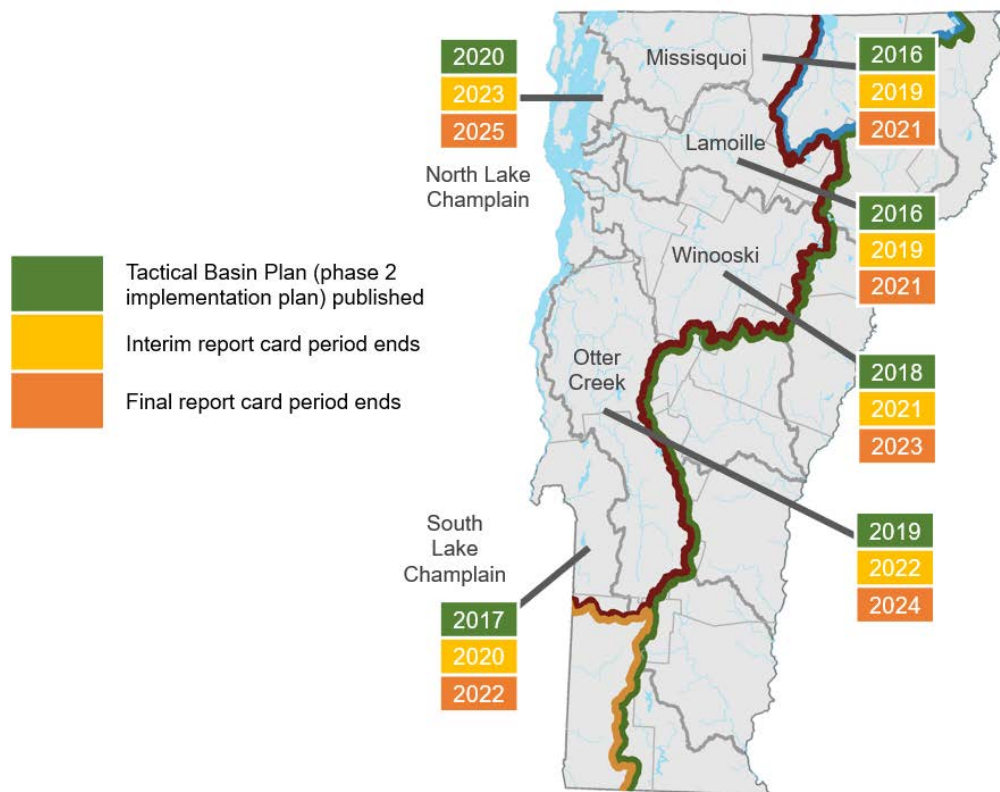 2020
2023
2025
North Lake
Champlain
Missisquoi
2016
2019
2021
Lamoille
2016
2019
2021
Winooski
2018
2021
2023
Tactical Basin Plan (phase 2
implementation plan) published
Interim report card period ends
Final report card period ends
Otter
Creek
2019
2022
2024
South
Lake
Champlain
2017
2020
2022